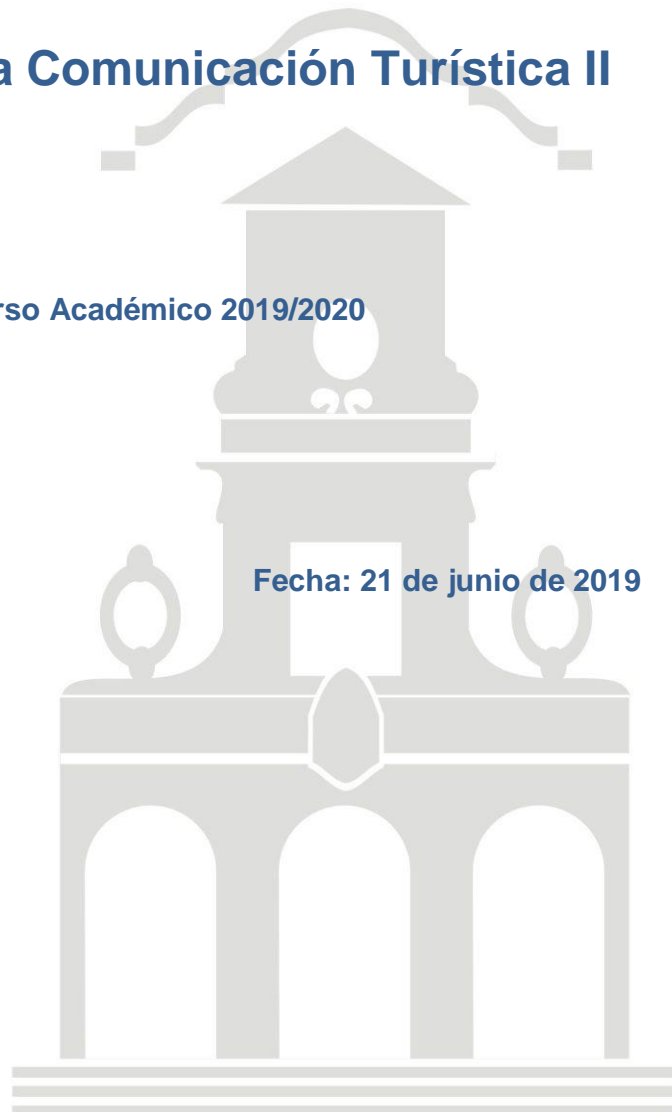 a Comunicación Turística II
rso Académico 2019/2020
Fecha: 21 de junio de 2019